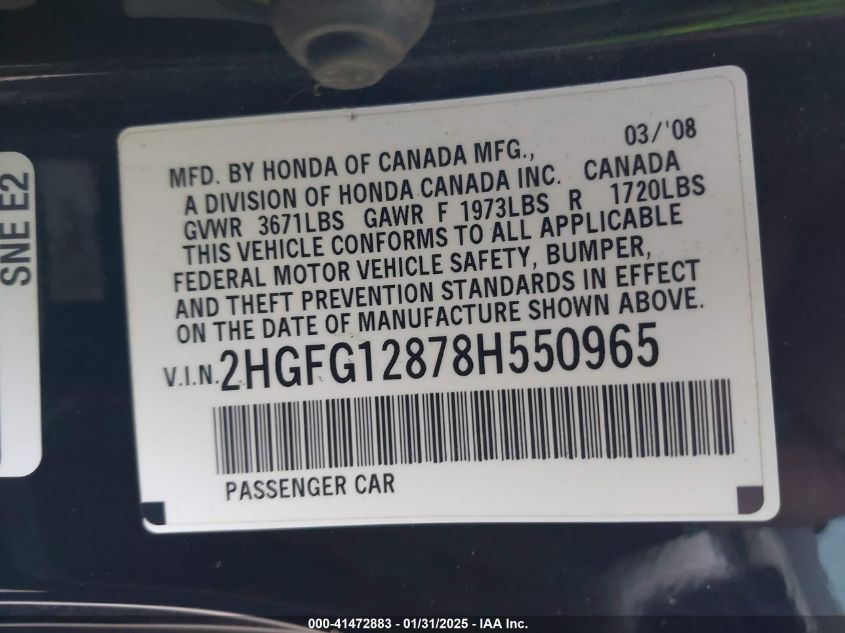 SNE E2
MFD. BY HONDA OF CANADA MFG., 03/'08
A DIVISION OF HONDA CANADA INC. CANADA
GVWR 3671LBS GAWR F 1973LBS R 1720LBS
THIS VEHICLE CONFORMS TO ALL APPLICABLE
FEDERAL MOTOR VEHICLE SAFETY, BUMPER,
AND THEFT PREVENTION STANDARDS IN EFFECT
ON THE DATE OF MANUFACTURE SHOWN ABOVE.
V.I.N. 2HGFG12878H550965
PASSENGER CAR
000-41472883 - 01/31/2025 - IAA Inc.